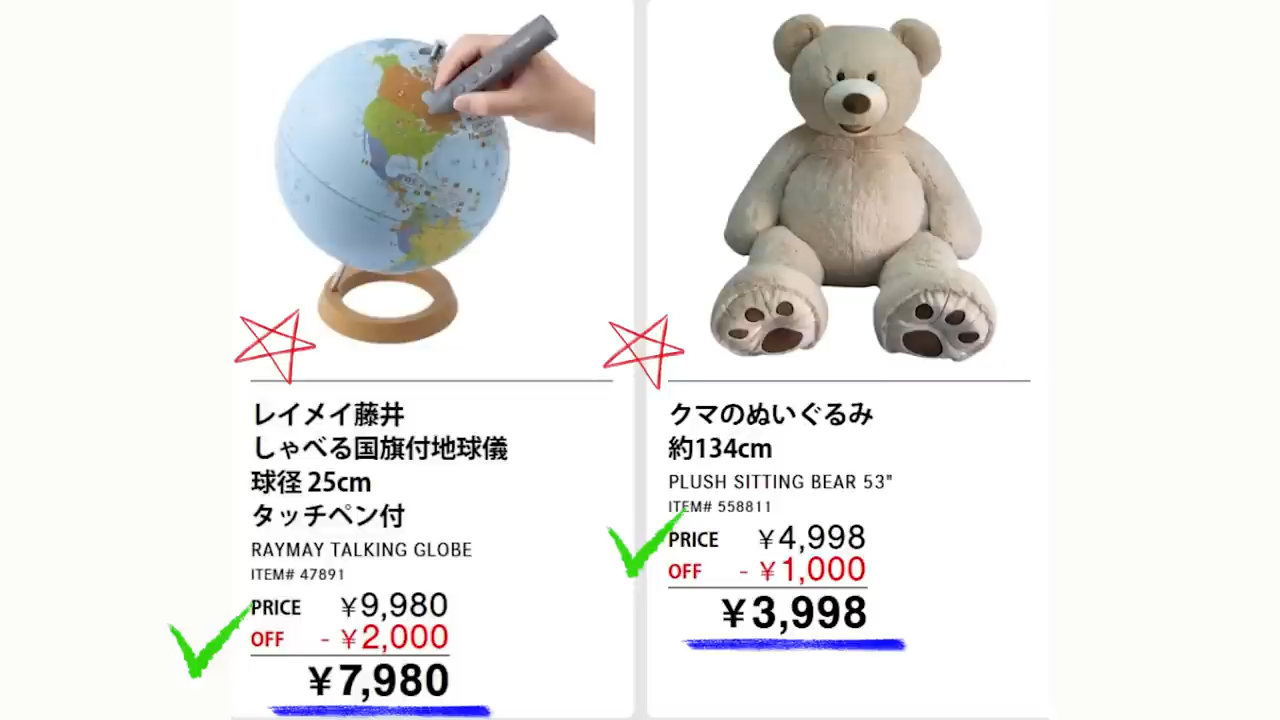 レイメイ藤井
しゃべる国旗付地球儀
球径 25cm
タッチペン付
RAYMAY TALKING GLOBE
ITEM# 47891
PRICE ¥9,980
OFF - ¥2,000
¥7,980
クマのぬいぐるみ
約134cm
PLUSH SITTING BEAR 53"
ITEM# 558811
PRICE ¥4,998
OFF - ¥1,000
¥3,998